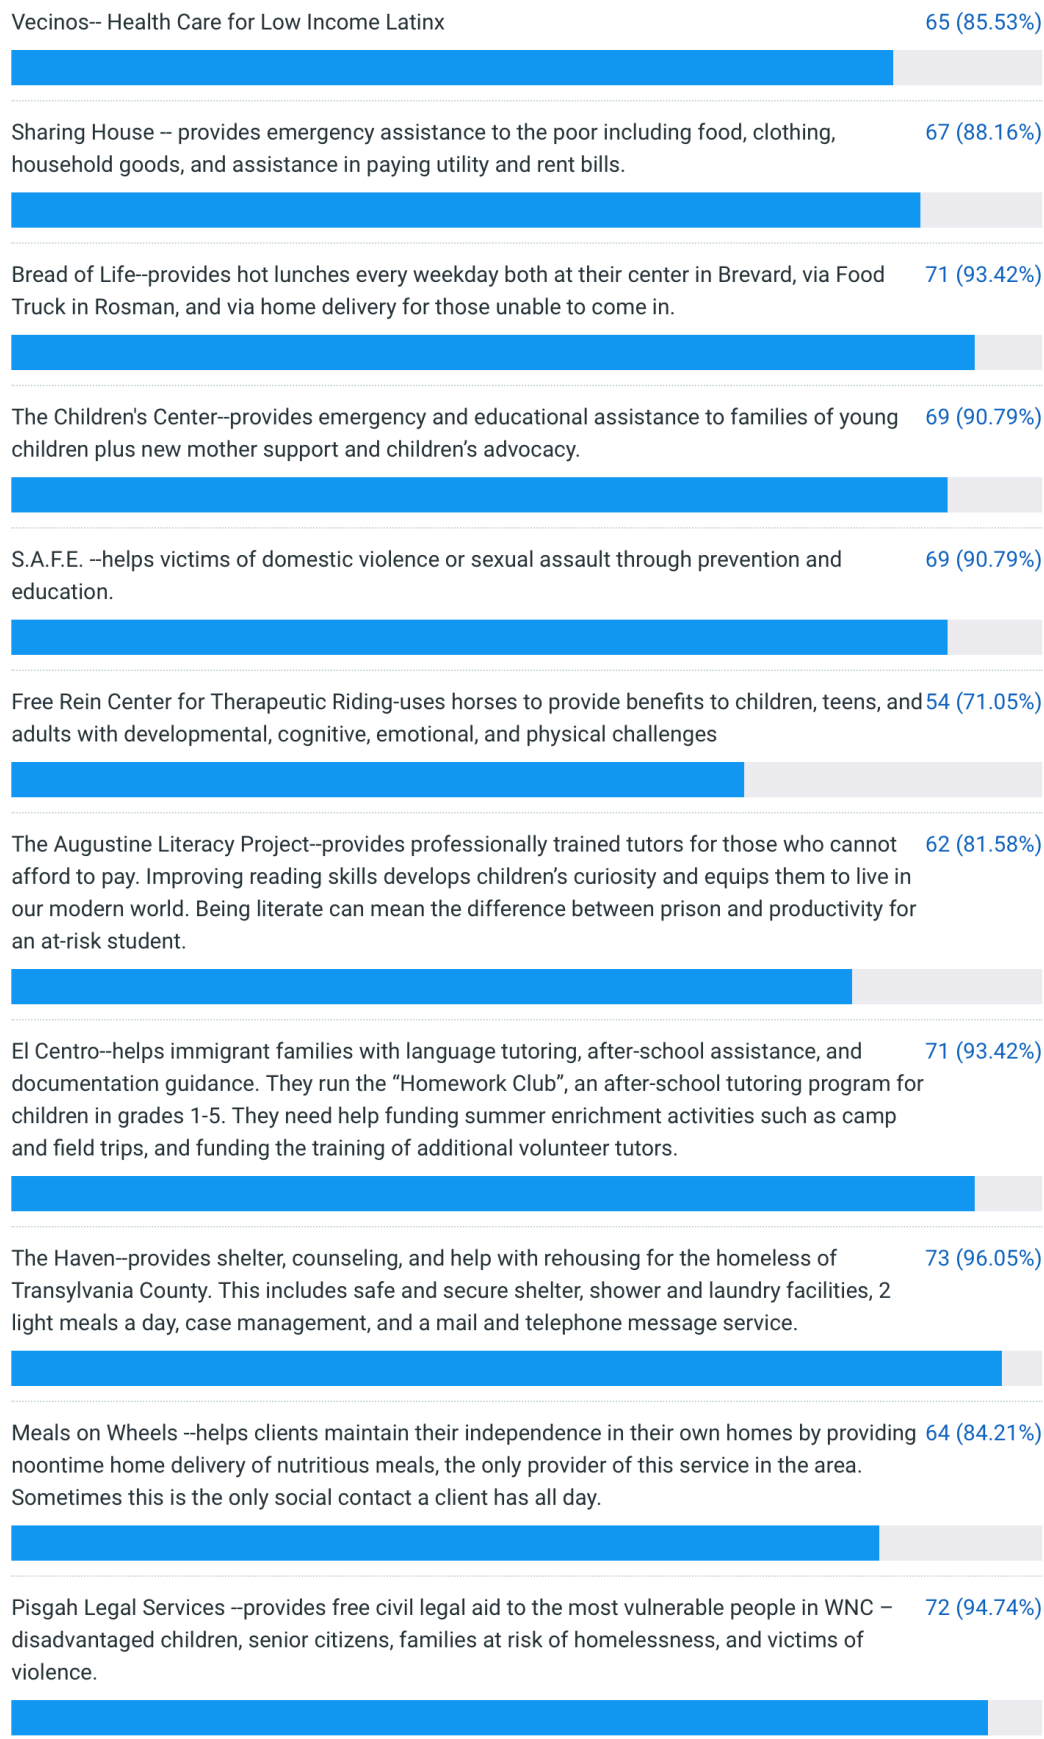 Vecinos-- Health Care for Low Income Latinx 65 (85.53%)
Sharing House -- provides emergency assistance to the poor including food, clothing, 67 (88.16%)
household goods, and assistance in paying utility and rent bills.
Bread of Life--provides hot lunches every weekday both at their center in Brevard, via Food 71 (93.42%)
Truck in Rosman, and via home delivery for those unable to come in.
The Children's Center--provides emergency and educational assistance to families of young 69 (90.79%)
children plus new mother support and children’s advocacy.
S.A.F.E. --helps victims of domestic violence or sexual assault through prevention and 69 (90.79%)
education.
Free Rein Center for Therapeutic Riding-uses horses to provide benefits to children, teens, and 54 (71.05%)
adults with developmental, cognitive, emotional, and physical challenges
The Augustine Literacy Project--provides professionally trained tutors for those who cannot 62 (81.58%)
afford to pay. Improving reading skills develops children’s curiosity and equips them to live in
our modern world. Being literate can mean the difference between prison and productivity for
an at-risk student.
El Centro--helps immigrant families with language tutoring, after-school assistance, and 71 (93.42%)
documentation guidance. They run the “Homework Club”, an after-school tutoring program for
children in grades 1-5. They need help funding summer enrichment activities such as camp
and field trips, and funding the training of additional volunteer tutors.
The Haven--provides shelter, counseling, and help with rehousing for the homeless of 73 (96.05%)
Transylvania County. This includes safe and secure shelter, shower and laundry facilities, 2
light meals a day, case management, and a mail and telephone message service.
Meals on Wheels --helps clients maintain their independence in their own homes by providing 64 (84.21%)
noontime home delivery of nutritious meals, the only provider of this service in the area.
Sometimes this is the only social contact a client has all day.
Pisgah Legal Services --provides free civil legal aid to the most vulnerable people in WNC – 72 (94.74%)
disadvantaged children, senior citizens, families at risk of homelessness, and victims of
violence.